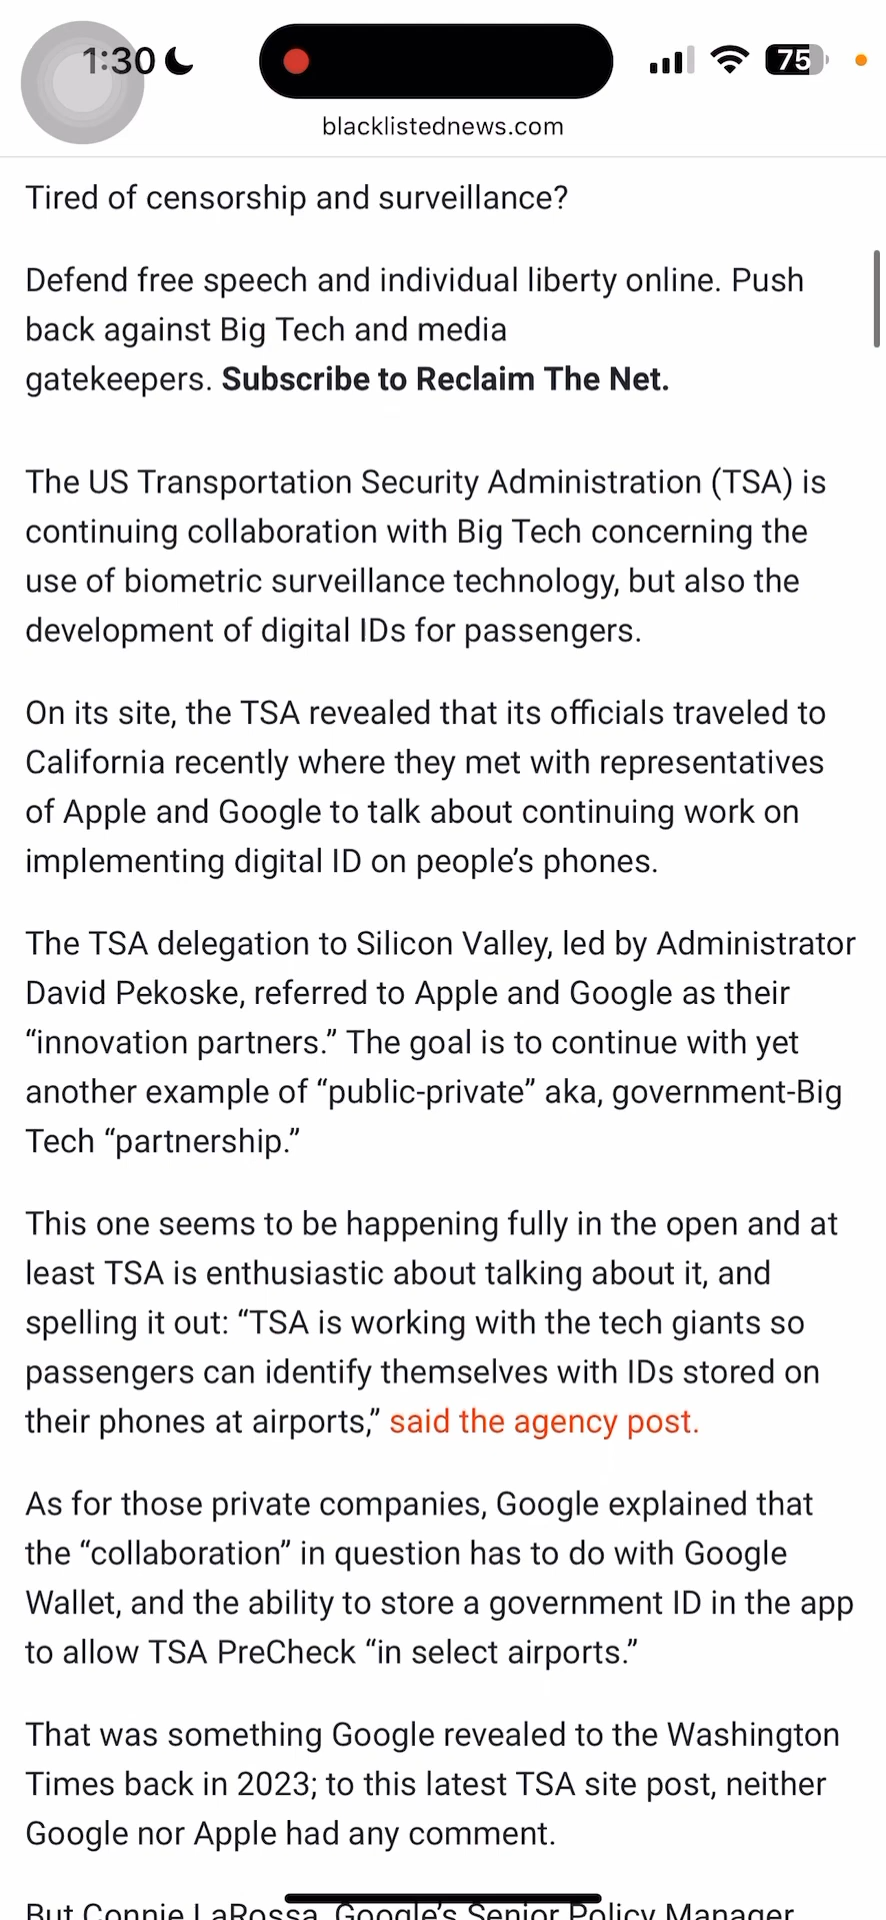 1:30
75
blacklistednews.com
Tired of censorship and surveillance?
Defend free speech and individual liberty online. Push
back against Big Tech and media
gatekeepers. Subscribe to Reclaim The Net.
The US Transportation Security Administration (TSA) is
continuing collaboration with Big Tech concerning the
use of biometric surveillance technology, but also the
development of digital IDs for passengers.
On its site, the TSA revealed that its officials traveled to
California recently where they met with representatives
of Apple and Google to talk about continuing work on
implementing digital ID on people’s phones.
The TSA delegation to Silicon Valley, led by Administrator
David Pekoske, referred to Apple and Google as their
“innovation partners.” The goal is to continue with yet
another example of “public-private” aka, government-Big
Tech “partnership.”
This one seems to be happening fully in the open and at
least TSA is enthusiastic about talking about it, and
spelling it out: “TSA is working with the tech giants so
passengers can identify themselves with IDs stored on
their phones at airports,” said the agency post.
As for those private companies, Google explained that
the “collaboration” in question has to do with Google
Wallet, and the ability to store a government ID in the app
to allow TSA PreCheck “in select airports.”
That was something Google revealed to the Washington
Times back in 2023; to this latest TSA site post, neither
Google nor Apple had any comment.
But Connie LaRossa, Google’s Senior Policy Manager